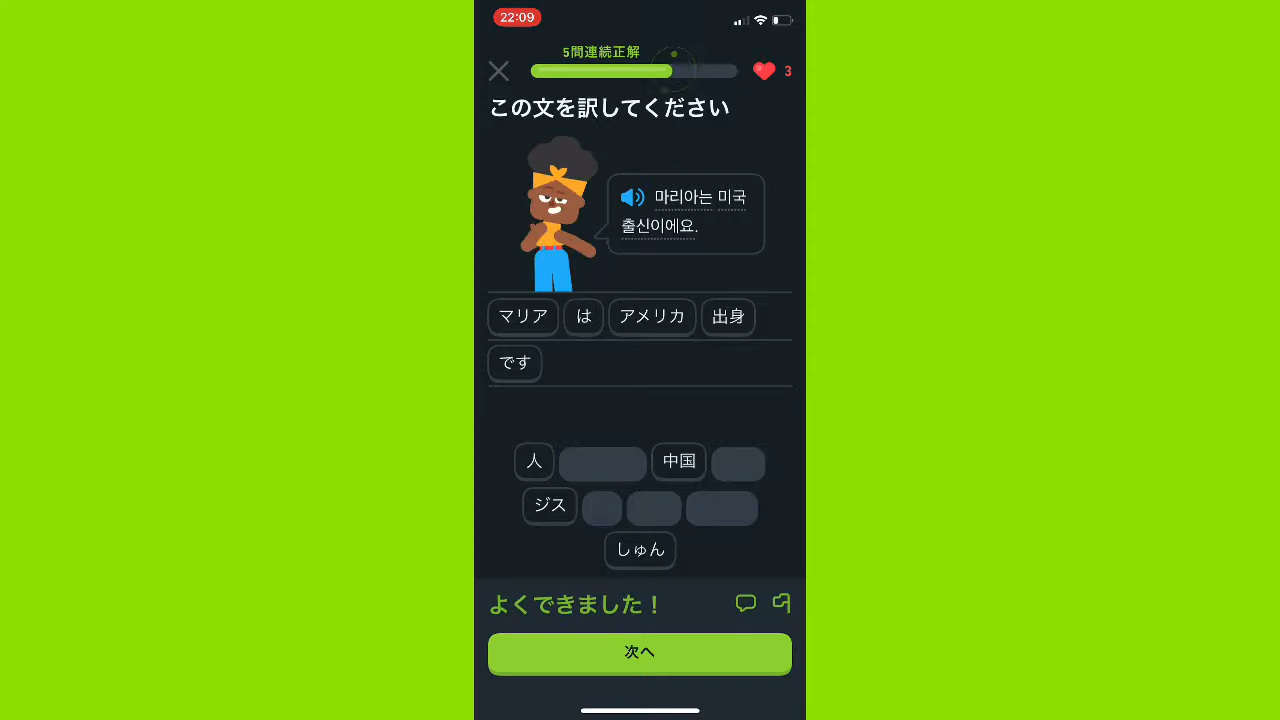 22:09
5問連続正解
3
この文を訳してください
마리아는 미국
출신이에요.
マリア は アメリカ 出身
です
人 中国
ジス
しゅん
よくできました！
次へ